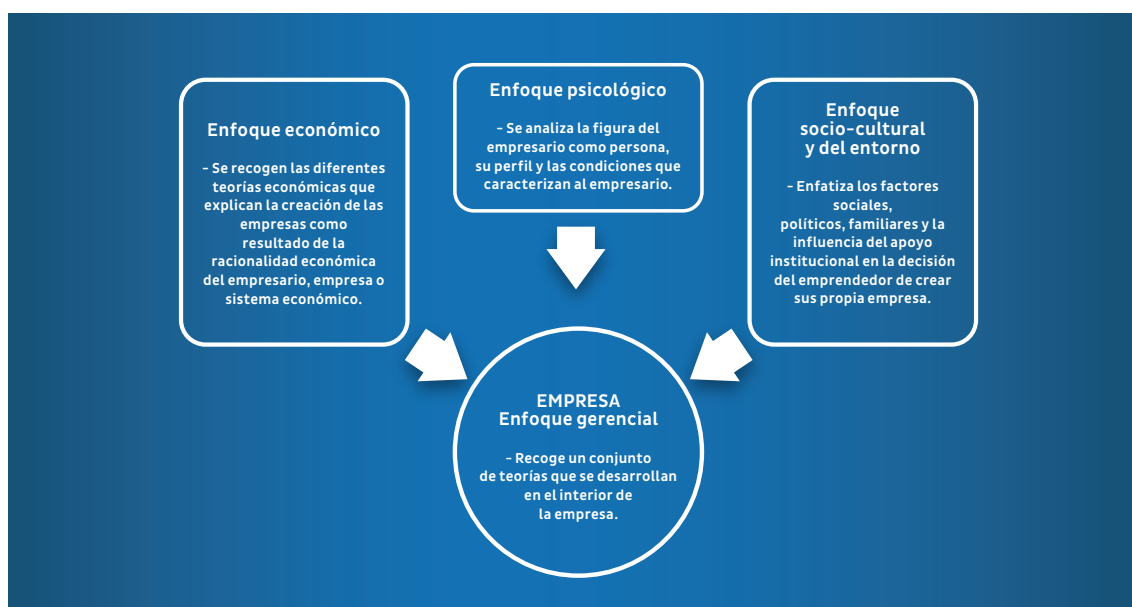 Enfoque económico
- Se recogen las diferentes
teorías económicas que
explican la creación de las
empresas como
resultado de la
racionalidad económica
del empresario, empresa o
sistema económico.
Enfoque psicológico
- Se analiza la figura del
empresario como persona,
su perfil y las condiciones que
caracterizan al empresario.
Enfoque
socio-cultural
y del entorno
- Enfatiza los factores
sociales,
políticos, familiares y la
influencia del apoyo
institucional en la decisión
del emprendedor de crear
sus propia empresa.
EMPRESA
Enfoque gerencial
- Recoge un conjunto
de teorías que se desarrollan
en el interior de
la empresa.